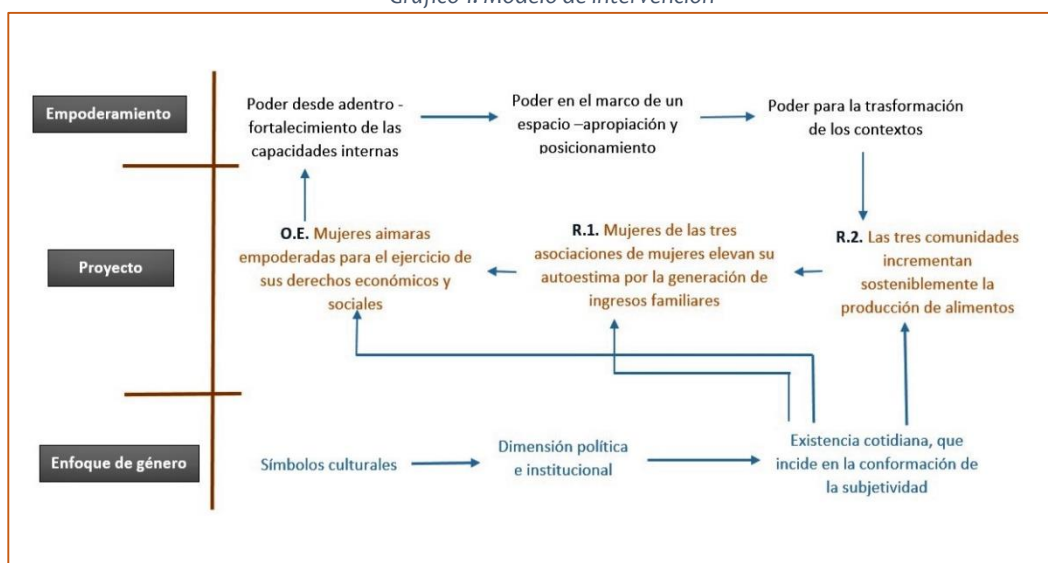 Gráfico 1. Modelo de intervención
Empoderamiento
Poder desde adentro -
fortalecimiento de las
capacidades internas
Poder en el marco de un
espacio –apropiación y
posicionamiento
Poder para la trasformación
de los contextos
Proyecto
O.E. Mujeres aimaras
empoderadas para el ejercicio de
sus derechos económicos y
sociales
R.1. Mujeres de las tres
asociaciones de mujeres elevan su
autoestima por la generación de
ingresos familiares
R.2. Las tres comunidades
incrementan
sosteniblemente la
producción de alimentos
Enfoque de género
Símbolos culturales
Dimensión política
e institucional
Existencia cotidiana, que
incide en la conformación de
la subjetividad